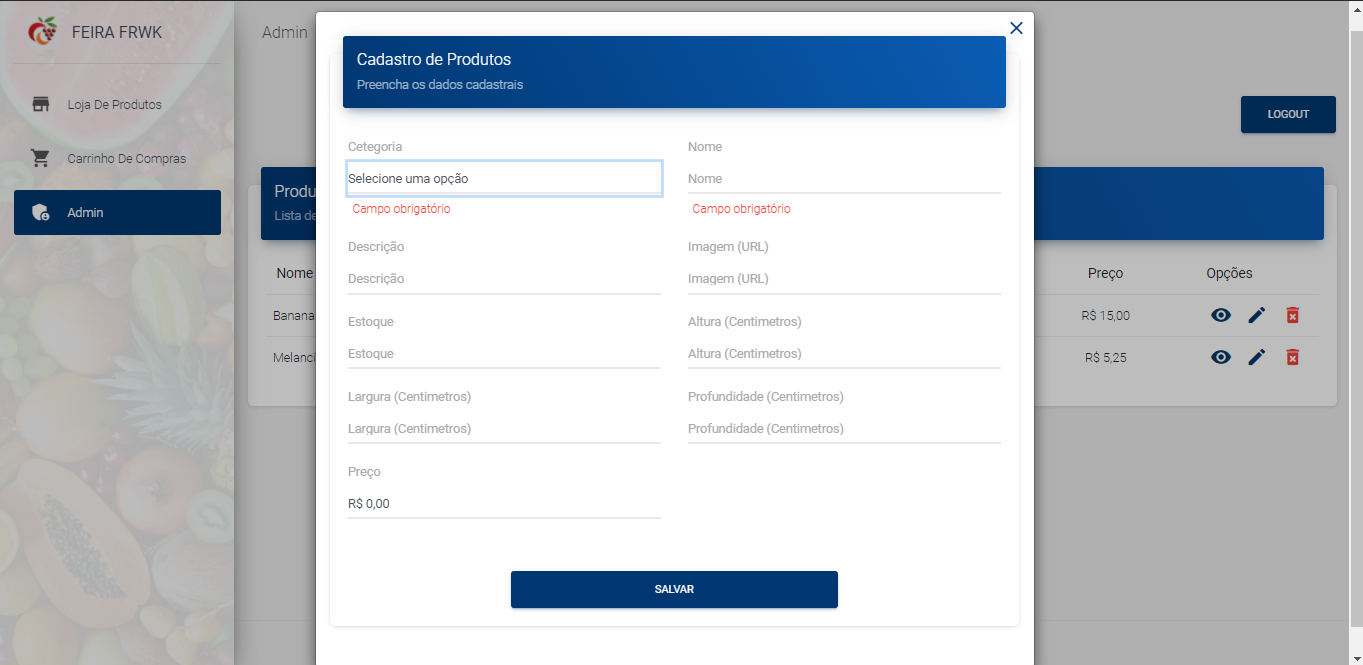 FEIRA FRWK
Loja De Produtos
Carrinho De Compras
Admin
Admin
LOGOUT
Produ
Lista de
Nome
Preço
Opções
Banana
R$ 15,00
Melanci
R$ 5,25
Cadastro de Produtos
Preencha os dados cadastrais
Cetegoria
Nome
Selecione uma opção
Nome
Campo obrigatório
Campo obrigatório
Descrição
Imagem (URL)
Descrição
Imagem (URL)
Estoque
Altura (Centimetros)
Estoque
Altura (Centimetros)
Largura (Centimetros)
Profundidade (Centimetros)
Largura (Centimetros)
Profundidade (Centimetros)
Preço
R$ 0,00
SALVAR